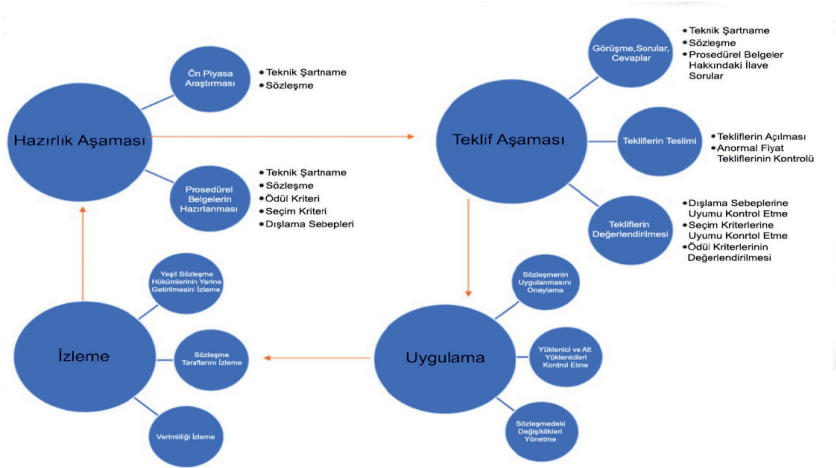 Hazırlık Aşaması
Ön Piyasa
Araştırması
• Teknik Şartname
• Sözleşme
Prosedürel
Belgelerin
Hazırlanması
• Teknik Şartname
• Sözleşme
• Ödül Kriteri
• Seçim Kriteri
• Dışlama Sebepleri
Teklif Aşaması
Görüşme,Sorular,
Cevaplar
• Teknik Şartname
• Sözleşme
• Prosedürel Belgeler
Hakkındaki İlave
Sorular
Tekliflerin Teslimi
• Tekliflerin Açılması
• Anormal Fiyat
Tekliflerinin Kontrolü
Tekliflerin
Değerlendirilmesi
• Dışlama Sebeplerine
Uyumu Kontrol Etme
• Seçim Kriterlerine
Uyumu Konrtol Etme
• Ödül Kriterlerinin
Değerlendirilmesi
Uygulama
Sözleşmenin
Uygulanmasını
Onaylama
Yüklenici ve Alt
Yüklenicileri
Kontrol Etme
Sözleşmedeki
Değişiklikleri
Yönetme
İzleme
Yeşil Sözleşme
Hükümlerinin Yerine
Getirilmesini İzleme
Sözleşme
Taraflarını İzleme
Verimliliği İzleme